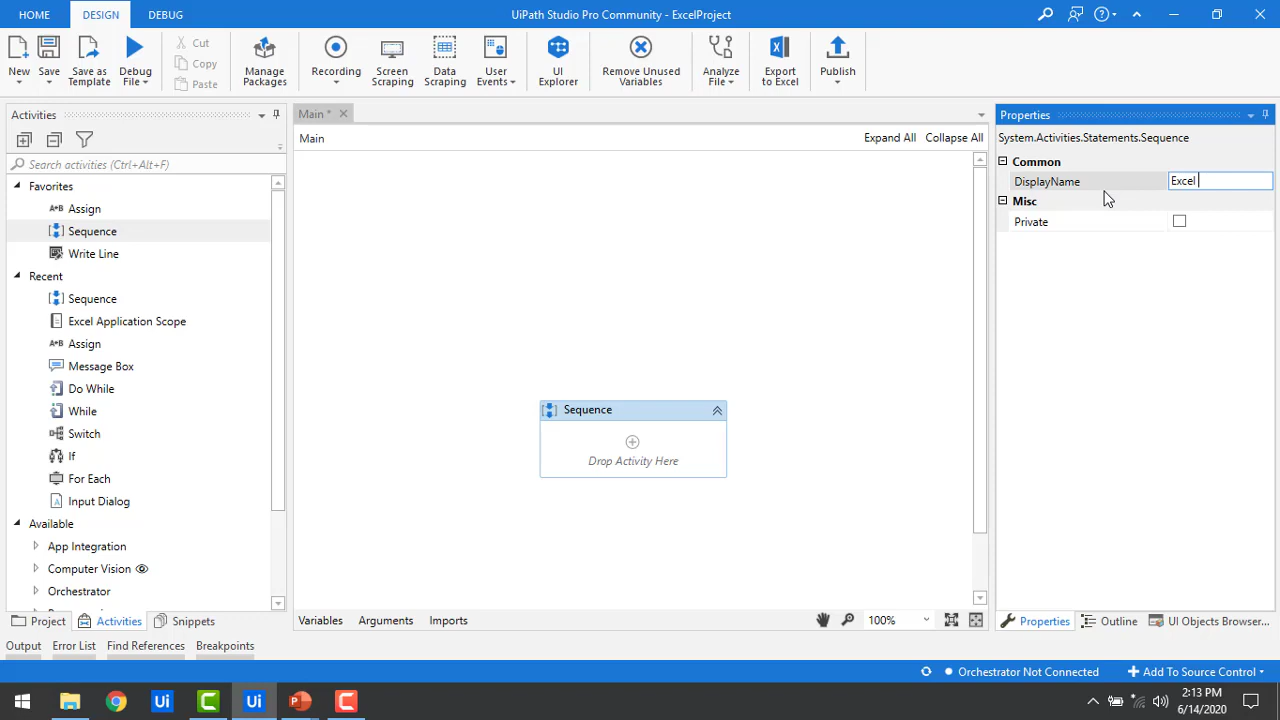 HOME DESIGN DEBUG
UiPath Studio Pro Community - ExcelProject
New Save Save as Template Debug File
Cut
Copy
Paste
Manage Packages
Recording
Screen Scraping
Data Scraping
User Events
UI Explorer
Remove Unused Variables
Analyze File
Export to Excel
Publish
Activities
Search activities (Ctrl+Alt+F)
Favorites
A*B Assign
Sequence
Write Line
Recent
Sequence
Excel Application Scope
A*B Assign
Message Box
Do While
While
Switch
If
For Each
Input Dialog
Available
App Integration
Computer Vision
Orchestrator
Project Activities Snippets
Main *
Main
Expand All Collapse All
Sequence
Drop Activity Here
Variables Arguments Imports
100%
Properties
System.Activities.Statements.Sequence
Common
DisplayName Excel
Misc
Private
Properties Outline UI Objects Browser...
Output Error List Find References Breakpoints
Orchestrator Not Connected
Add To Source Control
Ui Ui
2:13 PM
6/14/2020